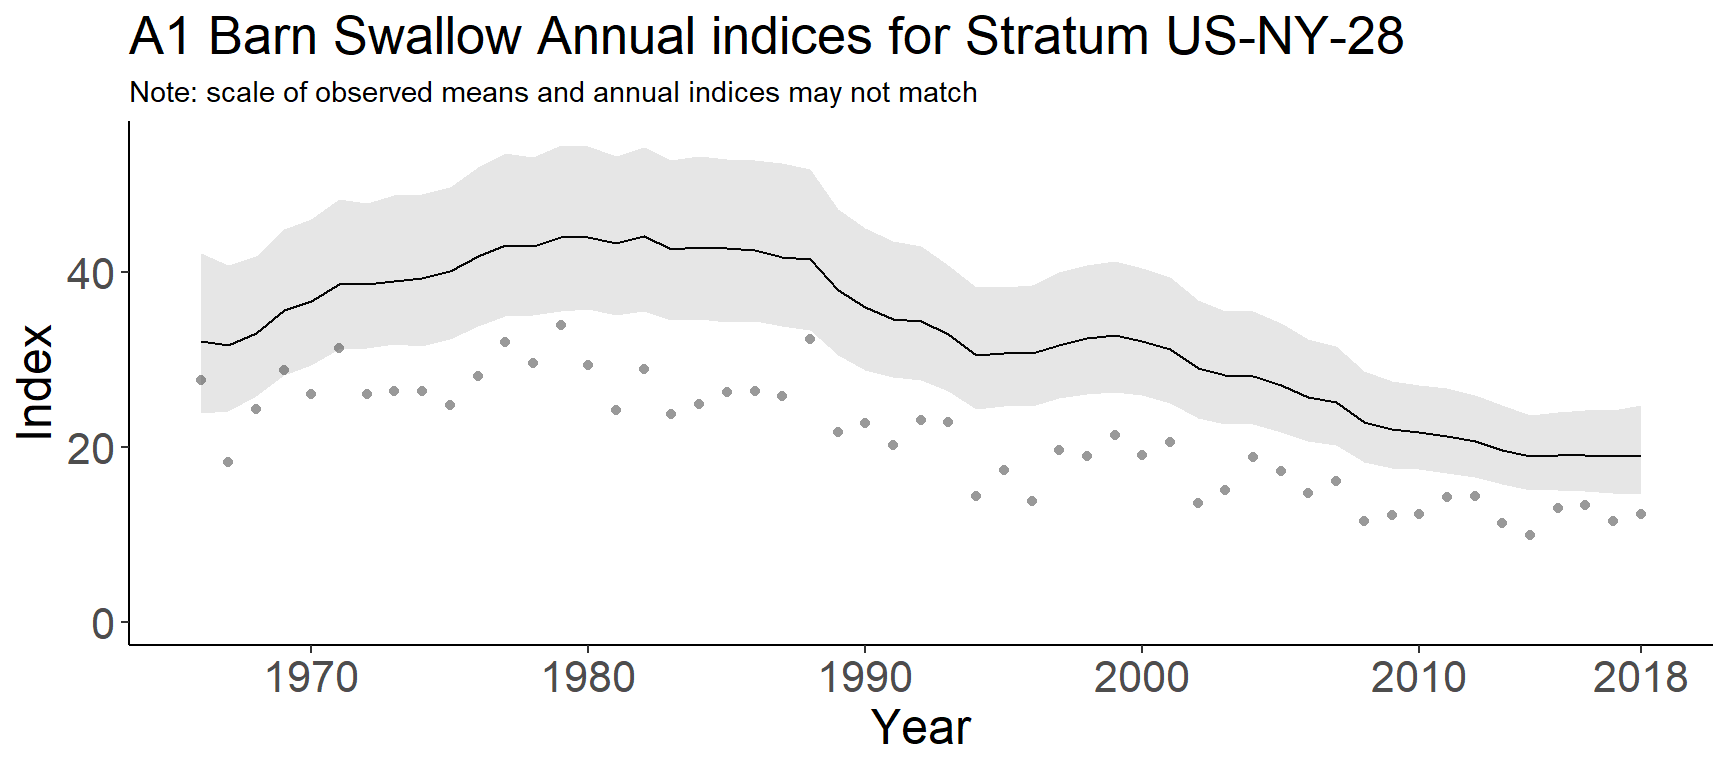 A1 Barn Swallow Annual indices for Stratum US-NY-28
Note: scale of observed means and annual indices may not match
Index
40
20
0
1970 1980 1990 2000 2010 2018
Year